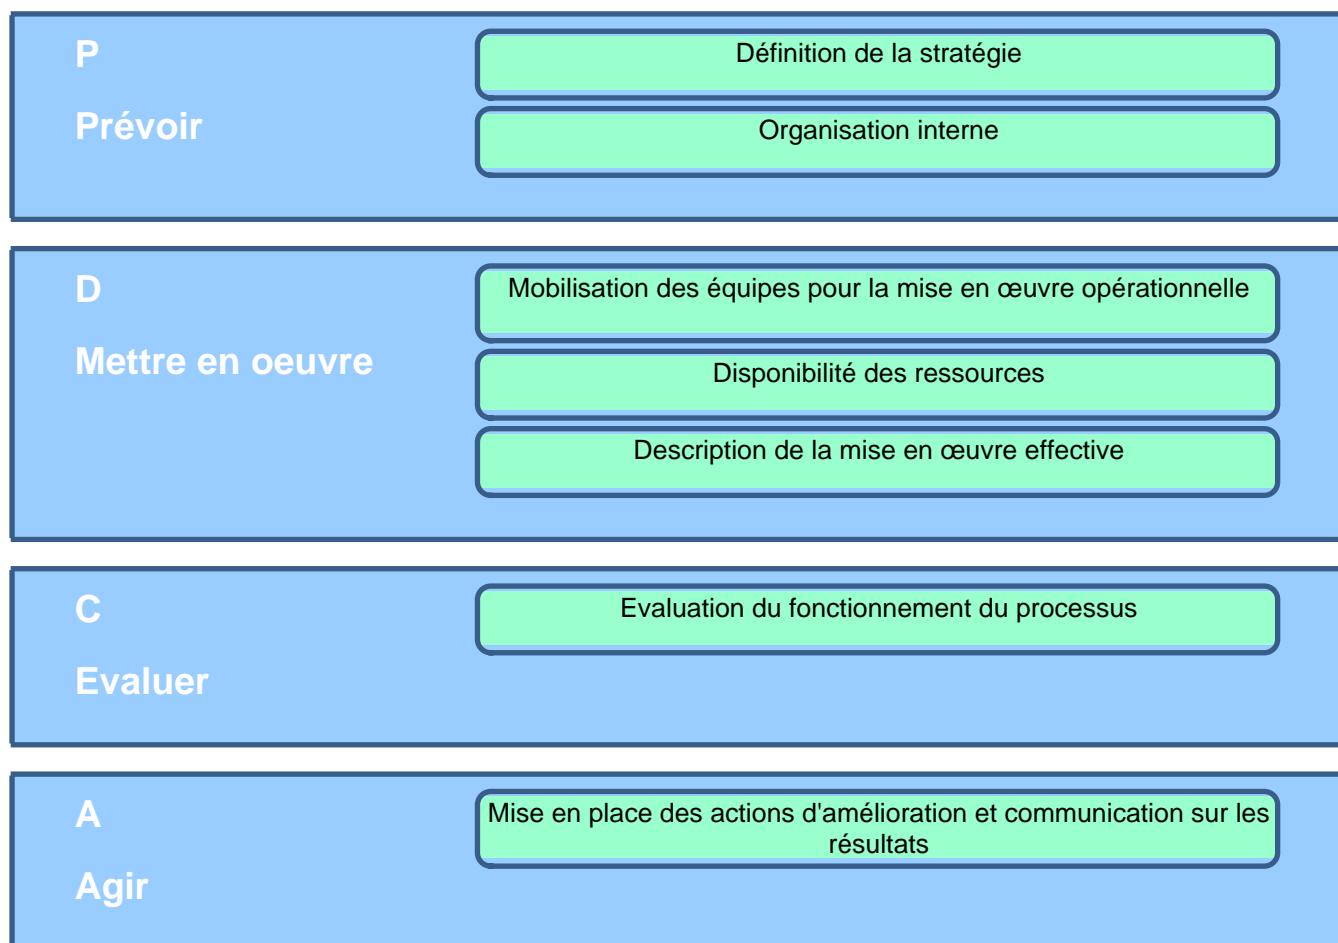 P
Définition de la stratégie
Prévoir
Organisation interne
D
Mobilisation des équipes pour la mise en œuvre opérationnelle
Mettre en oeuvre
Disponibilité des ressources
Description de la mise en œuvre effective
C
Evaluation du fonctionnement du processus
Evaluer
A
Mise en place des actions d'amélioration et communication sur les
résultats
Agir